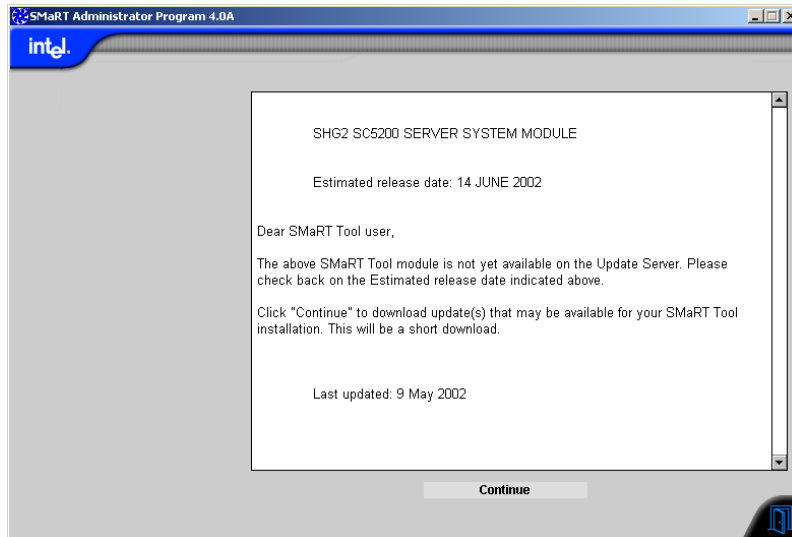 SMaRT Administrator Program 4.0A
intel.
SHG2 SC5200 SERVER SYSTEM MODULE
Estimated release date: 14 JUNE 2002
Dear SMaRT Tool user,
The above SMaRT Tool module is not yet available on the Update Server. Please
check back on the Estimated release date indicated above.
Click "Continue" to download update(s) that may be available for your SMaRT Tool
installation. This will be a short download.
Last updated: 9 May 2002
Continue